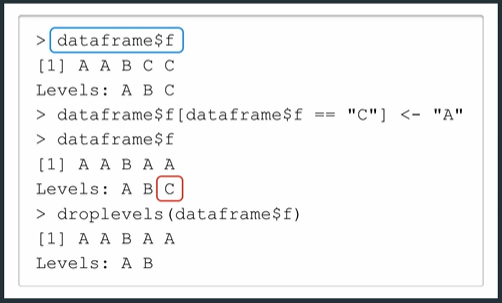 > dataframe$f
[1] A A B C C
Levels: A B C
> dataframe$f[dataframe$f == "C"] <- "A"
> dataframe$f
[1] A A B A A
Levels: A B C
> droplevels(dataframe$f)
[1] A A B A A
Levels: A B